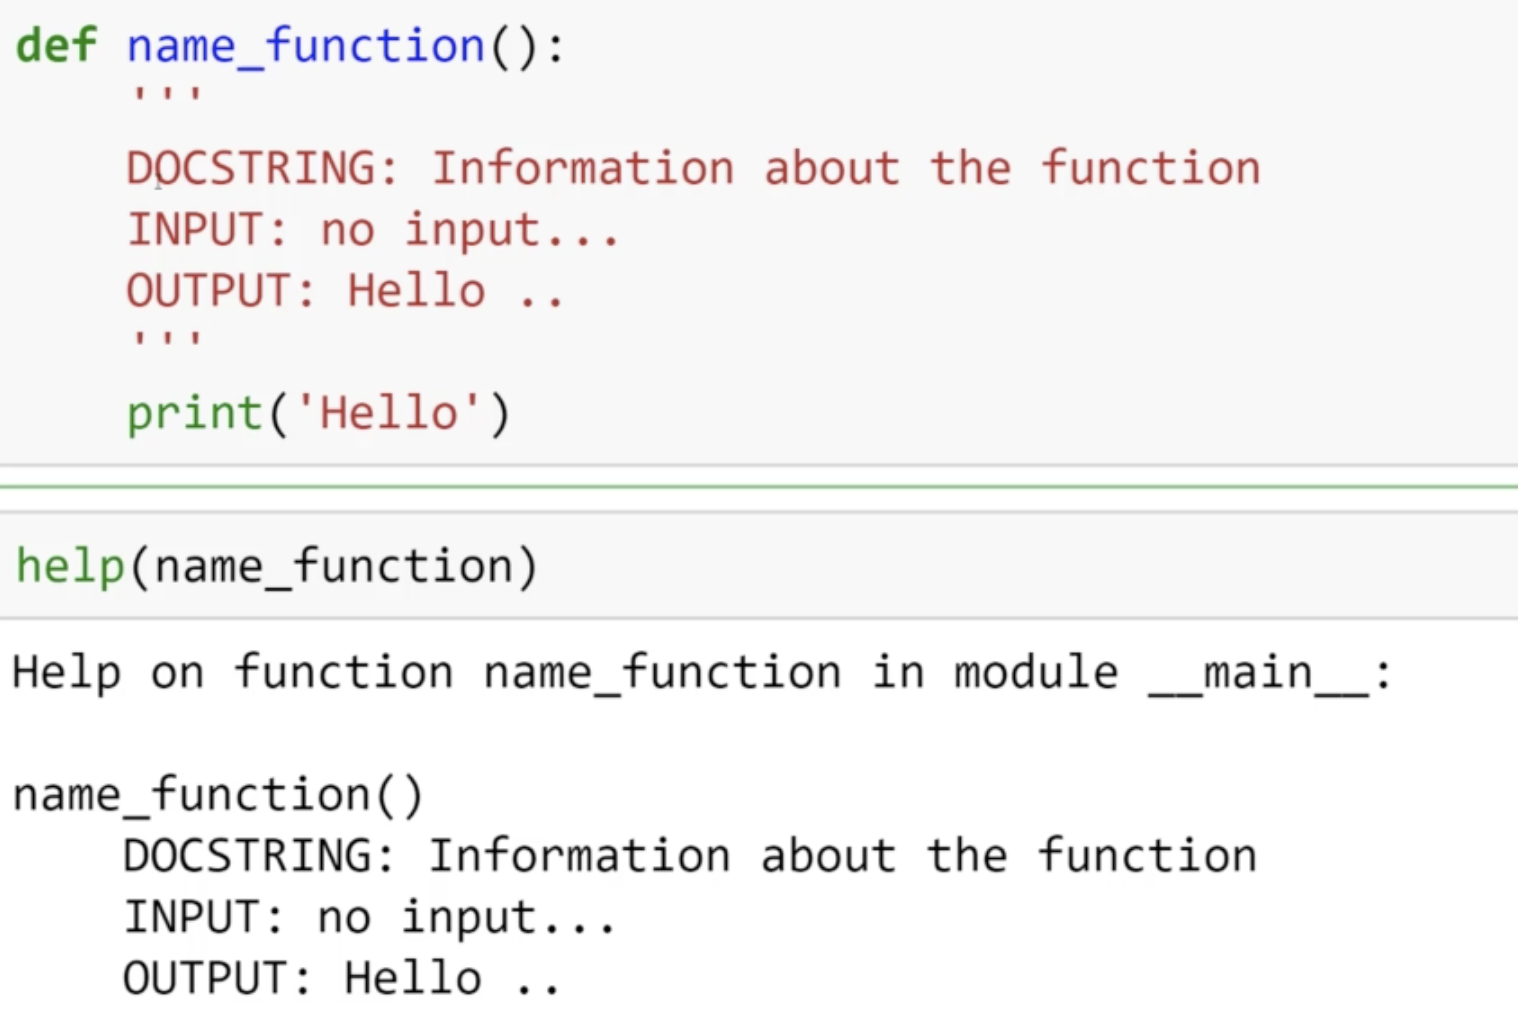 def name_function():
    '''
    DOCSTRING: Information about the function
    INPUT: no input...
    OUTPUT: Hello ..
    '''
    print('Hello')
help(name_function)
Help on function name_function in module __main__:
name_function()
    DOCSTRING: Information about the function
    INPUT: no input...
    OUTPUT: Hello ..